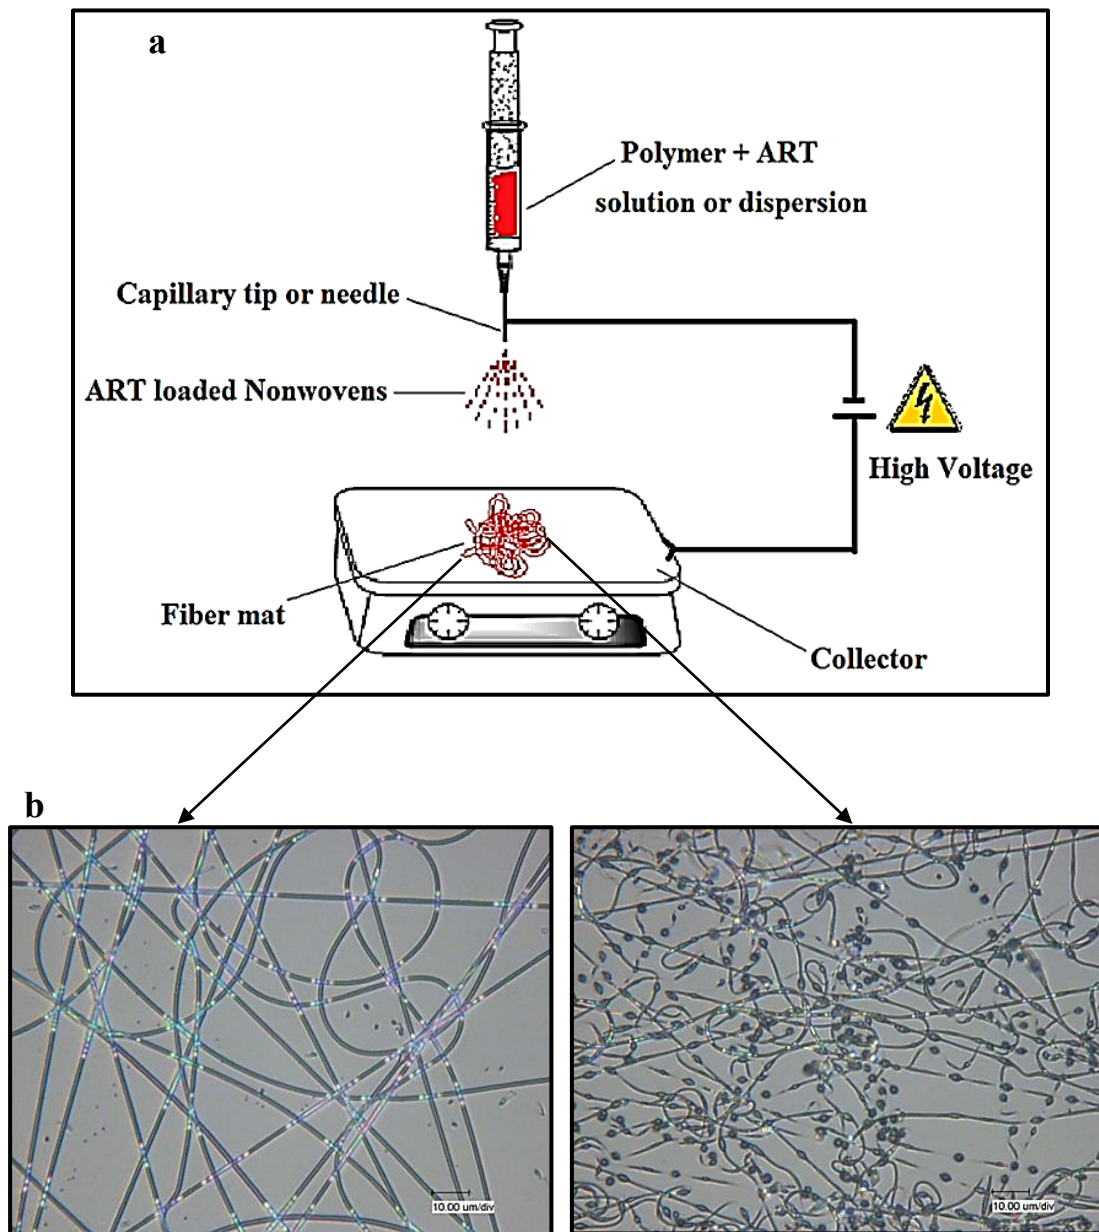 a
Polymer + ART
solution or dispersion
Capillary tip or needle
ART loaded Nonwovens
High Voltage
Fiber mat
Collector
b
10.00 um/div
10.00 um/div